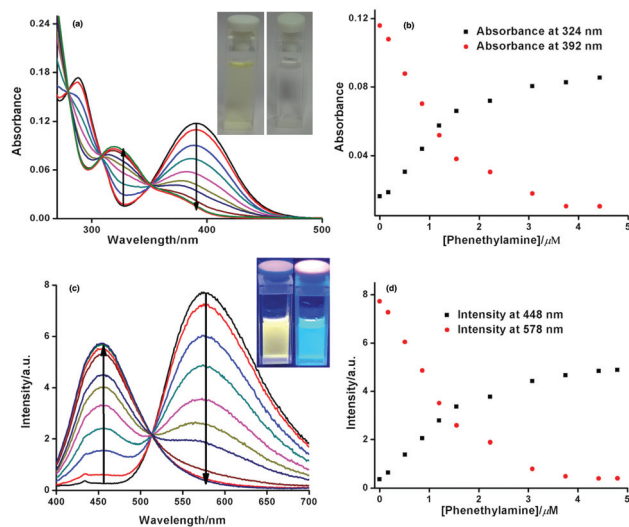 (a)
Absorbance
0.24
0.18
0.12
0.06
0.00
300
400
500
Wavelength/nm
(b)
Absorbance at 324 nm
Absorbance at 392 nm
Absorbance
0.12
0.08
0.04
0.00
0 1 2 3 4 5
[Phenethylamine]/μM
(c)
Intensity/a.u.
8
6
4
2
0
400 450 500 550 600 650 700
Wavelength/nm
(d)
Intensity at 448 nm
Intensity at 578 nm
Intensity/a.u.
8
4
0
0 1 2 3 4 5
[Phenethylamine]/μM